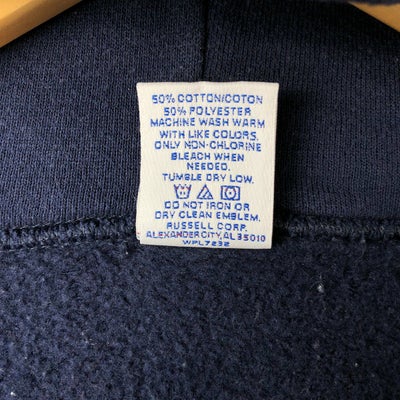 50% COTTON/COTON
50% POLYESTER
MACHINE WASH WARM
WITH LIKE COLORS.
ONLY NON-CHLORINE
BLEACH WHEN
NEEDED.
TUMBLE DRY LOW.
DO NOT IRON OR
DRY CLEAN EMBLEM.
RUSSELL CORP.
ALEXANDER CITY, AL 35010
WPL7232